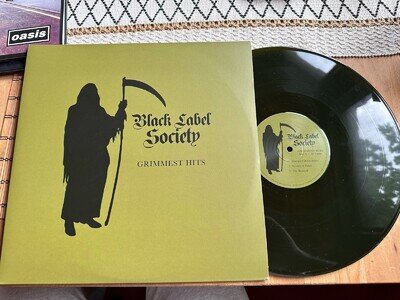 oasis
Black Label
Society
GRIMMEST HITS
Black Label
Society